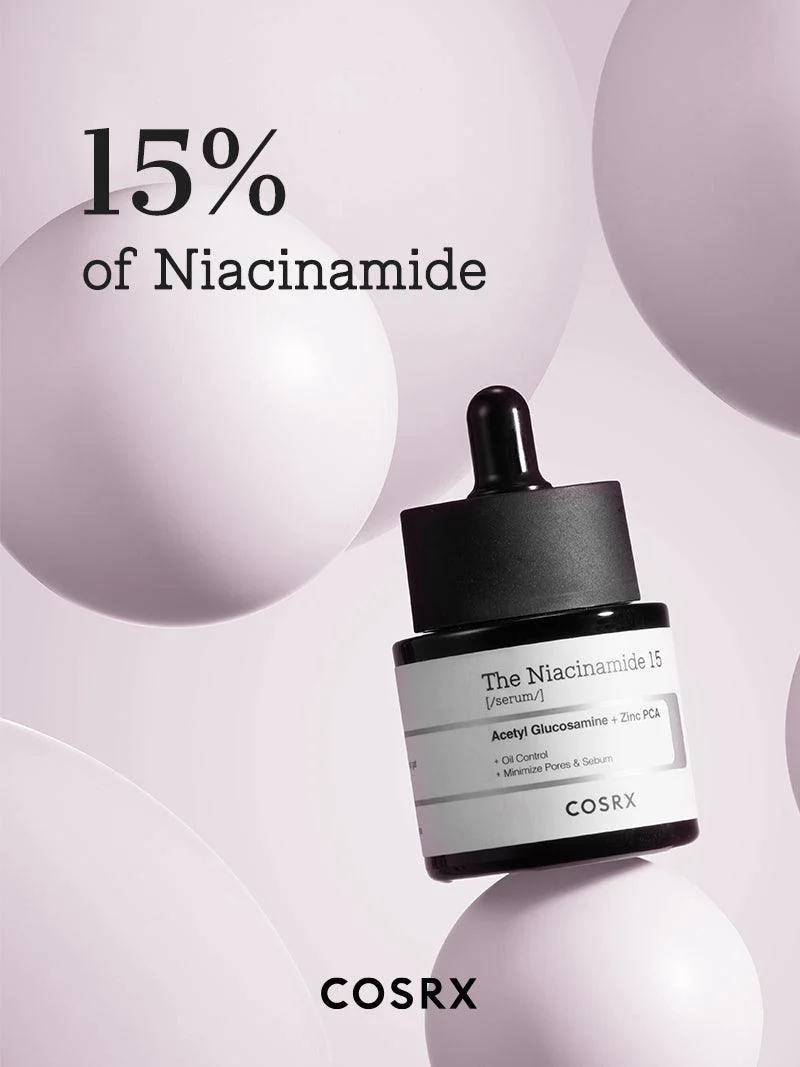 15%
of Niacinamide
The Niacinamide 15
[/serum/]
Acetyl Glucosamine + Zinc PCA
+ Oil Control
+ Minimize Pores & Sebum
COSRX
COSRX